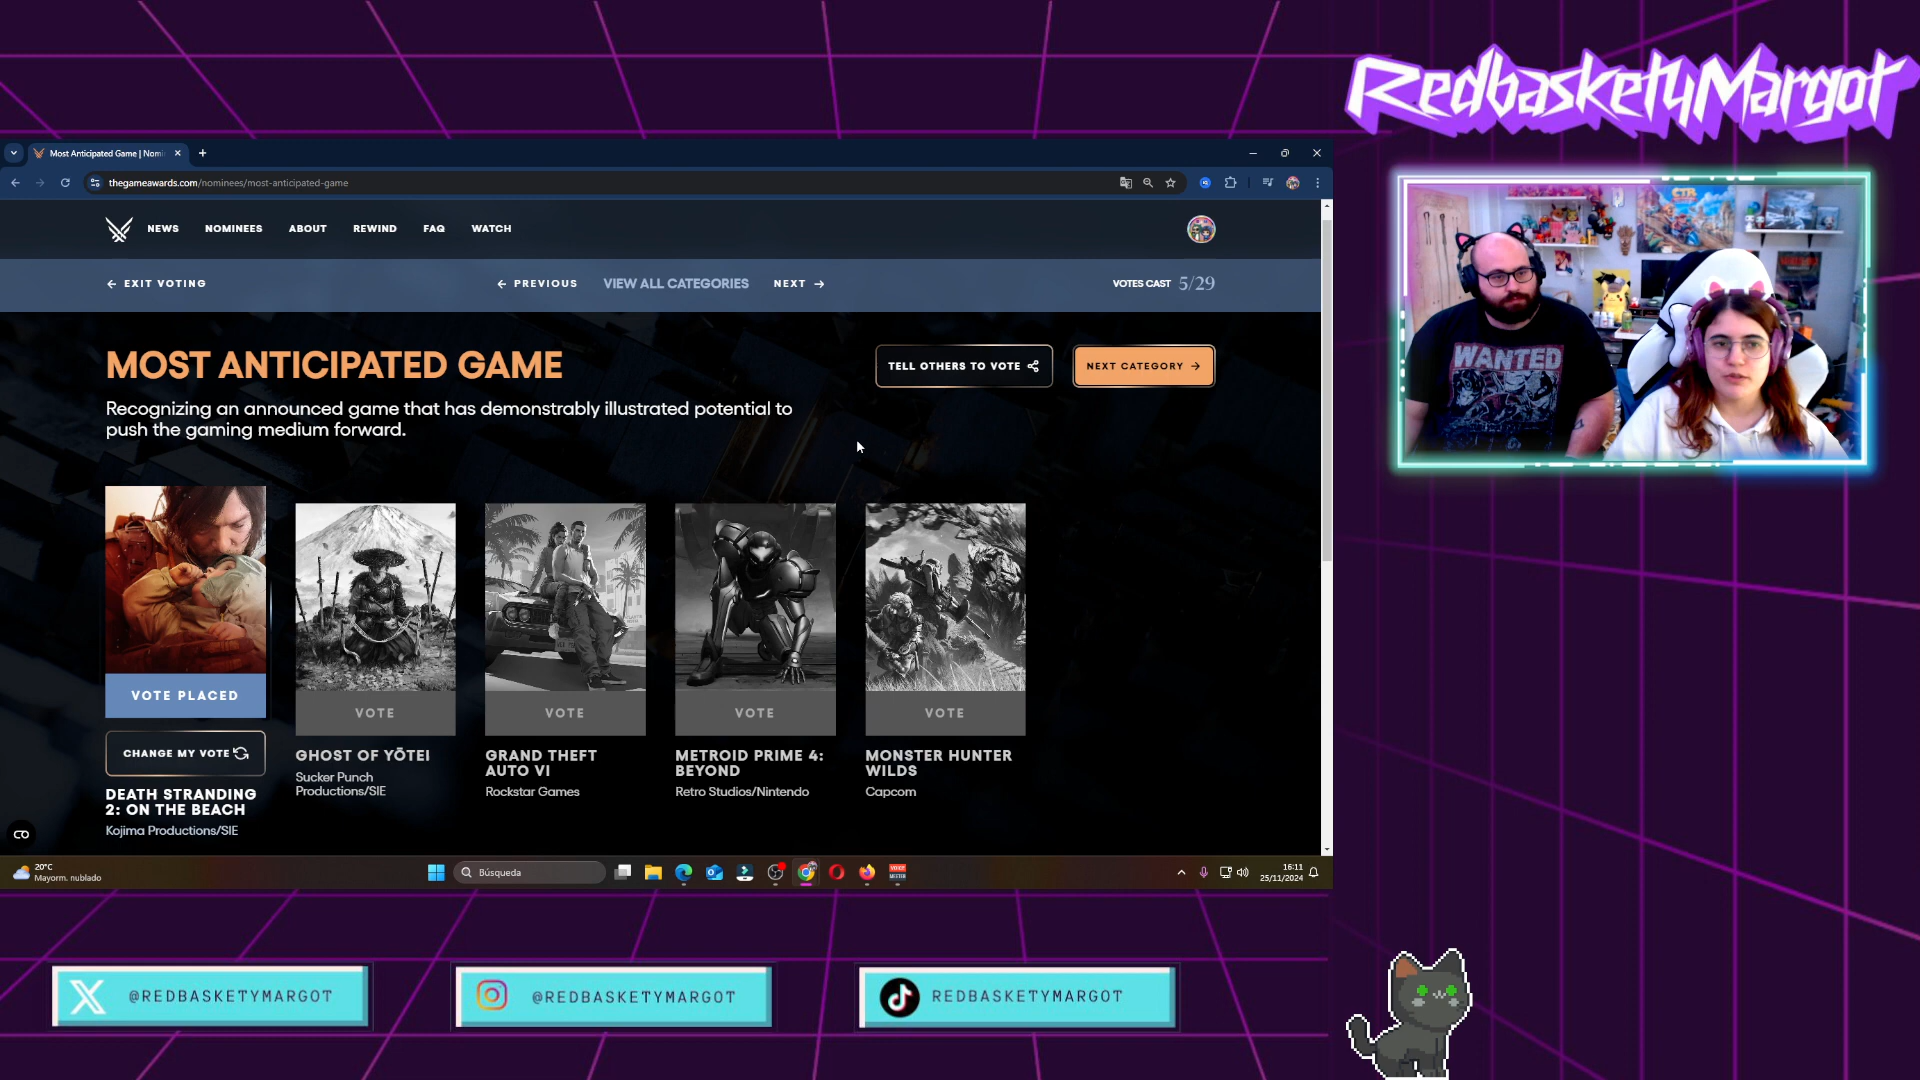 RedbasketyMargot
Most Anticipated Game | Nomi
thegameawards.com/nominees/most-anticipated-game
NEWS
NOMINEES
ABOUT
REWIND
FAQ
WATCH
EXIT VOTING
PREVIOUS
VIEW ALL CATEGORIES
NEXT
VOTES CAST 5/29
MOST ANTICIPATED GAME
TELL OTHERS TO VOTE
NEXT CATEGORY
Recognizing an announced game that has demonstrably illustrated potential to
push the gaming medium forward.
VOTE PLACED
CHANGE MY VOTE
DEATH STRANDING
2: ON THE BEACH
Kojima Productions/SIE
VOTE
GHOST OF YŌTEI
Sucker Punch
Productions/SIE
VOTE
GRAND THEFT
AUTO VI
Rockstar Games
VOTE
METROID PRIME 4:
BEYOND
Retro Studios/Nintendo
VOTE
MONSTER HUNTER
WILDS
Capcom
WANTED
CTR
20°C
Mayorm. nublado
Búsqueda
16:11
25/11/2024
@REDBASKETYMARGOT
@REDBASKETYMARGOT
REDBASKETYMARGOT